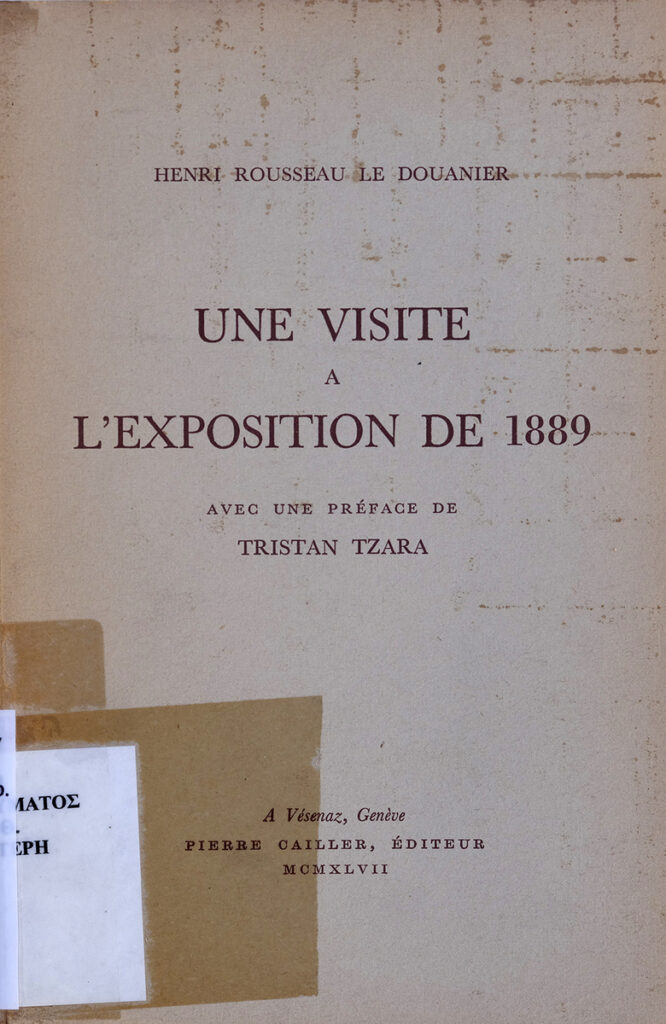 HENRI ROUSSEAU LE DOUANIER
UNE VISITE
A
L'EXPOSITION DE 1889
AVEC UNE PRÉFACE DE
TRISTAN TZARA
A Vésenaz, Genève
PIERRE CAILLER, ÉDITEUR
MCMXLVII
ΜΑΤΟΣ
ΕΡΗ